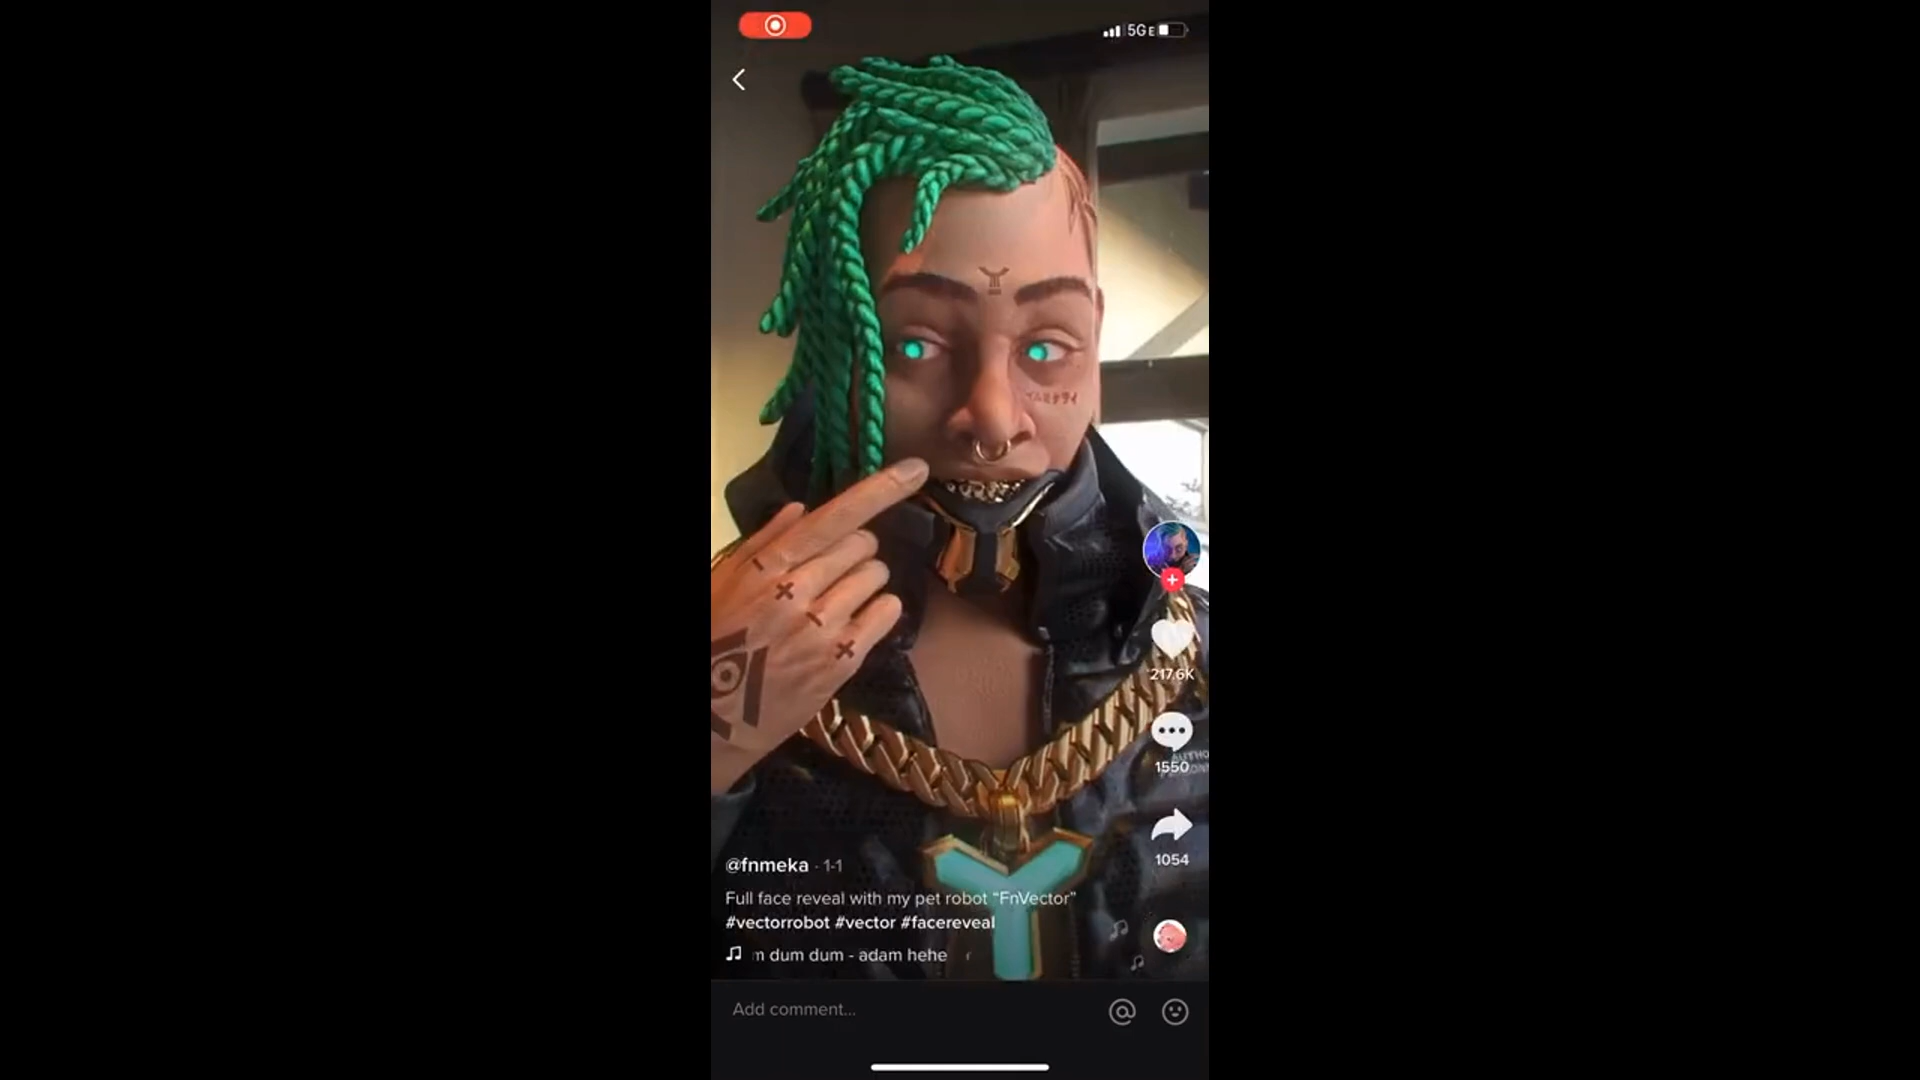 5GE
@fnmeka · 1-1
Full face reveal with my pet robot “FnVector”
#vectorrobot #vector #facereveal
m dum dum - adam hehe
217.6K
1550
1054
Add comment...